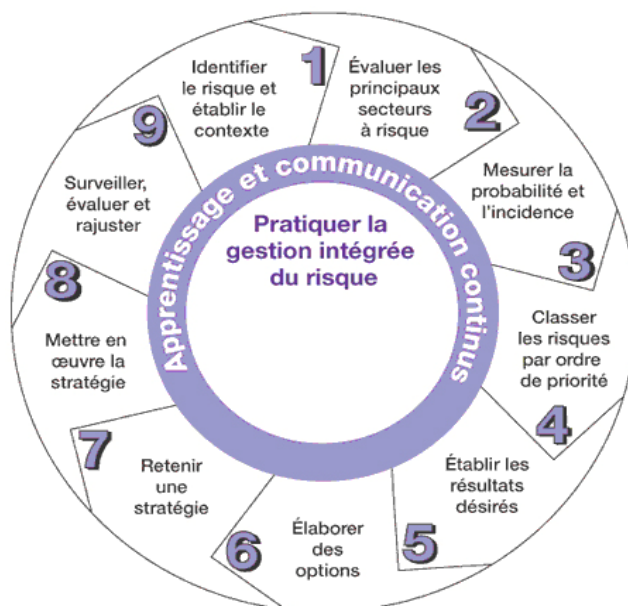 1
Identifier
le risque et
établir le
contexte
2
Évaluer les
principaux
secteurs
à risque
3
Mesurer la
probabilité et
l'incidence
4
Classer
les risques
par ordre
de priorité
5
Établir les
résultats
désirés
6
Élaborer
des
options
7
Retenir
une
stratégie
8
Mettre en
œuvre la
stratégie
9
Surveiller,
évaluer et
rajuster
Apprentissage et communication continus
Pratiquer la
gestion intégrée
du risque